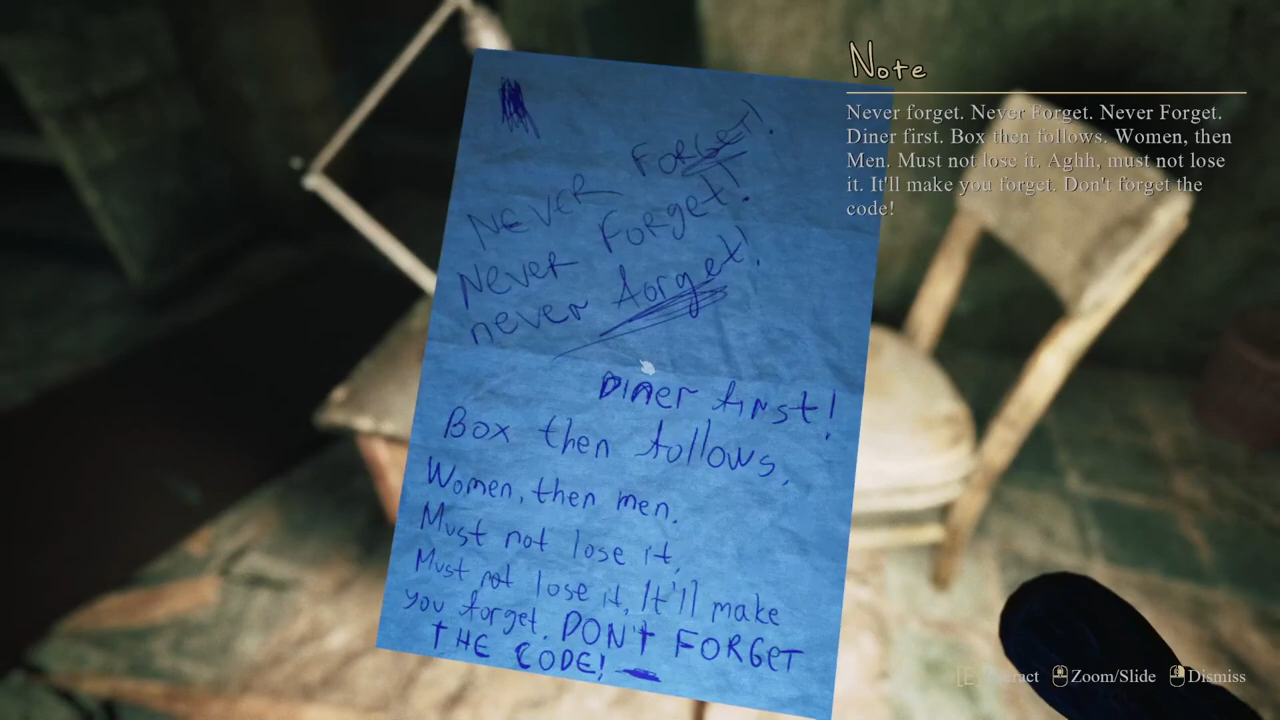 NEVER FORGET!
Never Forget!
never forget!
Diner first!
Box then follows.
Women, then men.
Must not lose it,
Must not lose it, It'll make
you forget. DON'T FORGET
THE CODE!
Note
Never forget. Never Forget. Never Forget.
Diner first. Box then follows. Women, then
Men. Must not lose it. Aghh, must not lose
it. It'll make you forget. Don't forget the
code!
[E] Interact Zoom/Slide Dismiss